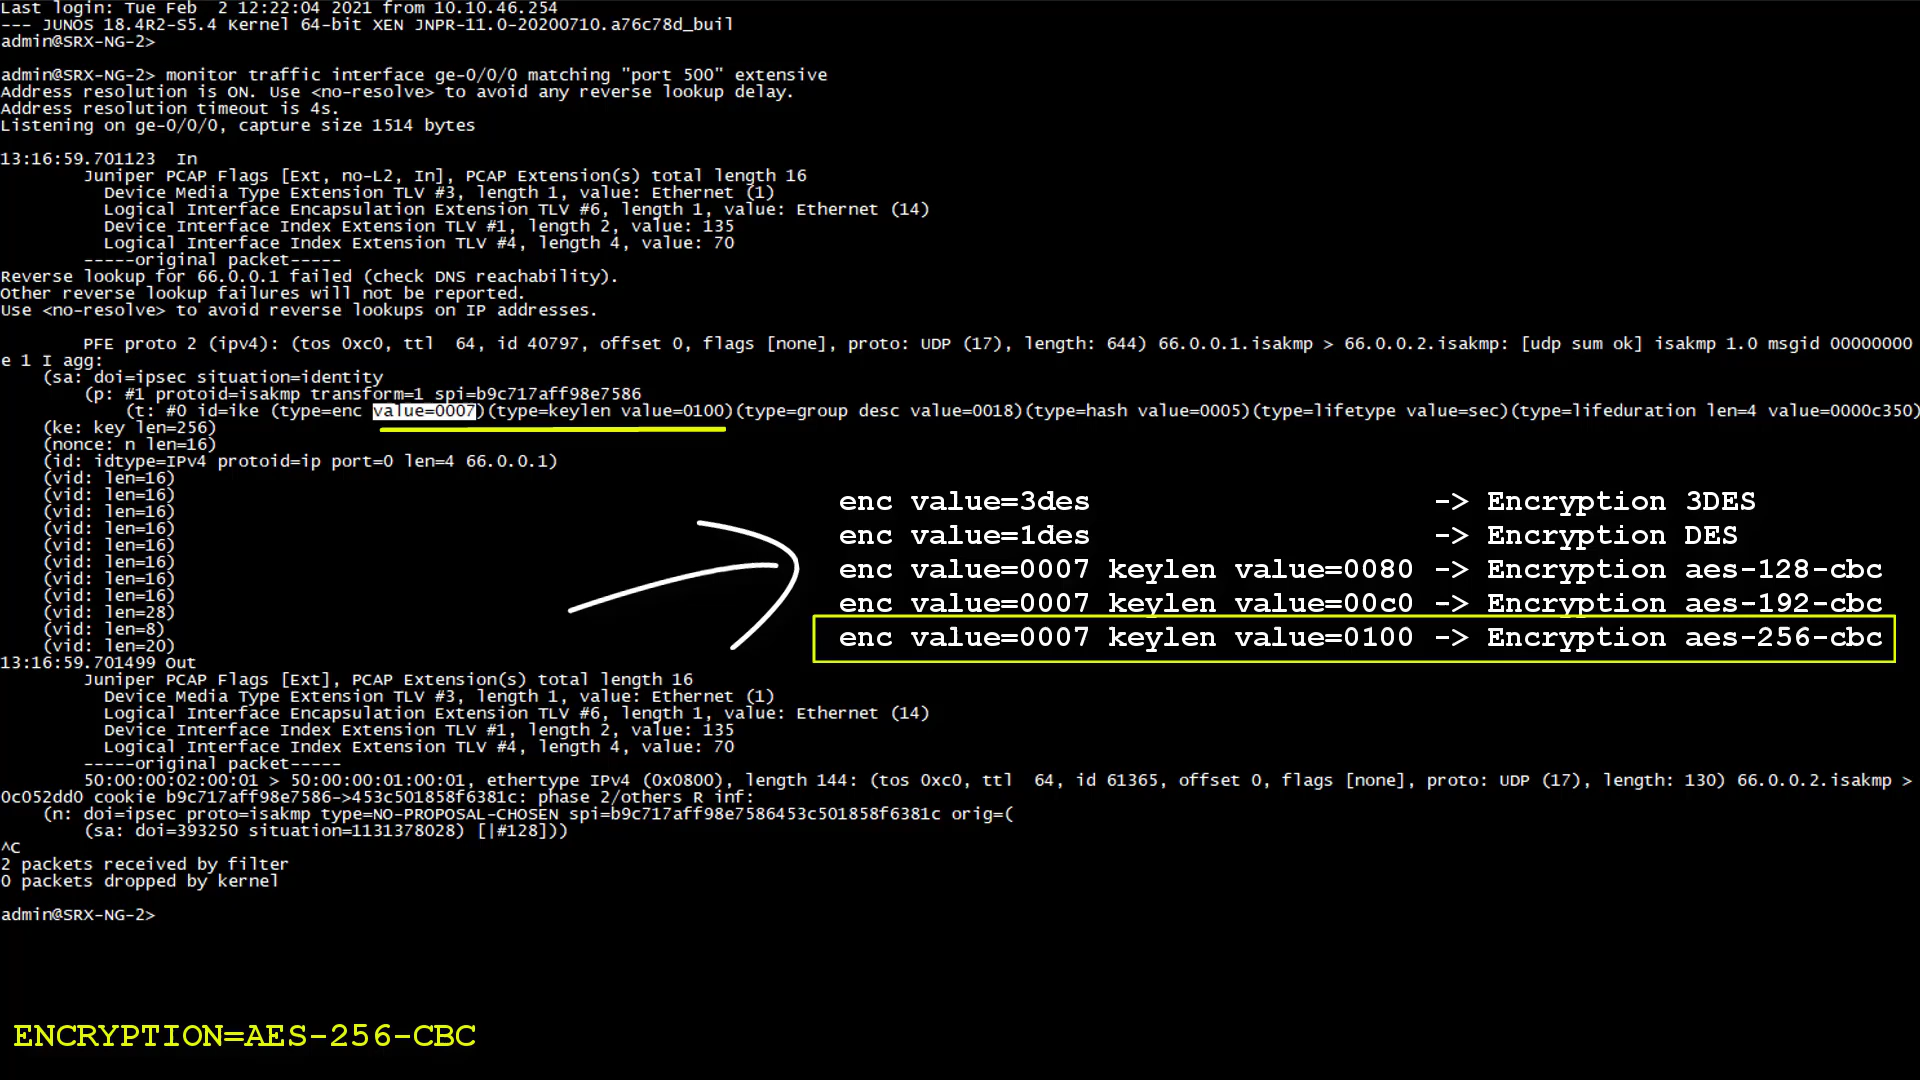 Last login: Tue Feb  2 12:22:04 2021 from 10.10.46.254
--- JUNOS 18.4R2-S5.4 Kernel 64-bit XEN JNPR-11.0-20200710.a76c78d_buil
admin@SRX-NG-2>
admin@SRX-NG-2> monitor traffic interface ge-0/0/0 matching "port 500" extensive
Address resolution is ON. Use <no-resolve> to avoid any reverse lookup delay.
Address resolution timeout is 4s.
Listening on ge-0/0/0, capture size 1514 bytes
13:16:59.701123  In
Juniper PCAP Flags [Ext, no-L2, In], PCAP Extension(s) total length 16
Device Media Type Extension TLV #3, length 1, value: Ethernet (1)
Logical Interface Encapsulation Extension TLV #6, length 1, value: Ethernet (14)
Device Interface Index Extension TLV #1, length 2, value: 135
Logical Interface Index Extension TLV #4, length 4, value: 70
-----original packet-----
Reverse lookup for 66.0.0.1 failed (check DNS reachability).
Other reverse lookup failures will not be reported.
Use <no-resolve> to avoid reverse lookups on IP addresses.
PFE proto 2 (ipv4): (tos 0xc0, ttl  64, id 40797, offset 0, flags [none], proto: UDP (17), length: 644) 66.0.0.1.isakmp > 66.0.0.2.isakmp: [udp sum ok] isakmp 1.0 msgid 00000000
e 1 I agg:
(sa: doi=ipsec situation=identity
(p: #1 protoid=isakmp transform=1 spi=b9c717aff98e7586
(t: #0 id=ike (type=enc value=0007)(type=keylen value=0100)(type=group desc value=0018)(type=hash value=0005)(type=lifetype value=sec)(type=lifeduration len=4 value=0000c350)
(ke: key len=256)
(nonce: n len=16)
(id: idtype=IPv4 protoid=ip port=0 len=4 66.0.0.1)
(vid: len=16)
(vid: len=16)
(vid: len=16)
(vid: len=16)
(vid: len=16)
(vid: len=16)
(vid: len=16)
(vid: len=16)
(vid: len=28)
(vid: len=8)
(vid: len=20)
enc value=3des -> Encryption 3DES
enc value=1des -> Encryption DES
enc value=0007 keylen value=0080 -> Encryption aes-128-cbc
enc value=0007 keylen value=00c0 -> Encryption aes-192-cbc
enc value=0007 keylen value=0100 -> Encryption aes-256-cbc
13:16:59.701499 Out
Juniper PCAP Flags [Ext], PCAP Extension(s) total length 16
Device Media Type Extension TLV #3, length 1, value: Ethernet (1)
Logical Interface Encapsulation Extension TLV #6, length 1, value: Ethernet (14)
Device Interface Index Extension TLV #1, length 2, value: 135
Logical Interface Index Extension TLV #4, length 4, value: 70
-----original packet-----
50:00:00:02:00:01 > 50:00:00:01:00:01, ethertype IPv4 (0x0800), length 144: (tos 0xc0, ttl  64, id 61365, offset 0, flags [none], proto: UDP (17), length: 130) 66.0.0.2.isakmp >
0c052dd0 cookie b9c717aff98e7586->453c501858f6381c: phase 2/others R inf:
(n: doi=ipsec proto=isakmp type=NO-PROPOSAL-CHOSEN spi=b9c717aff98e7586453c501858f6381c orig=(
(sa: doi=393250 situation=1131378028) [|#128]))
^C
2 packets received by filter
0 packets dropped by kernel
admin@SRX-NG-2>
ENCRYPTION=AES-256-CBC